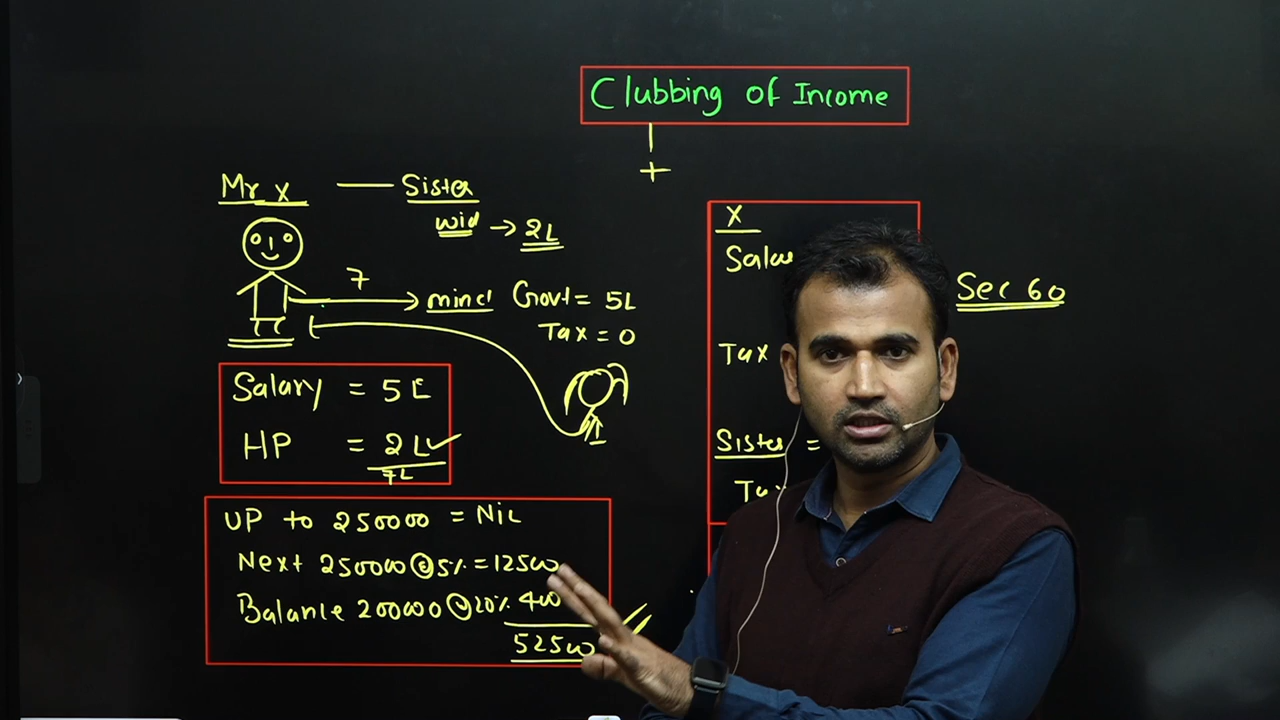 Clubbing of Income
Mr X — Sister
wid → 2L
7
mind Govt = 5L
Tax = 0
Salary = 5L
HP = 2L
7L
UP to 250000 = NiL
Next 250000 @ 5% = 12500
Balance 200000 @ 20%
52500
X
Tax
Sister =
Sec 60